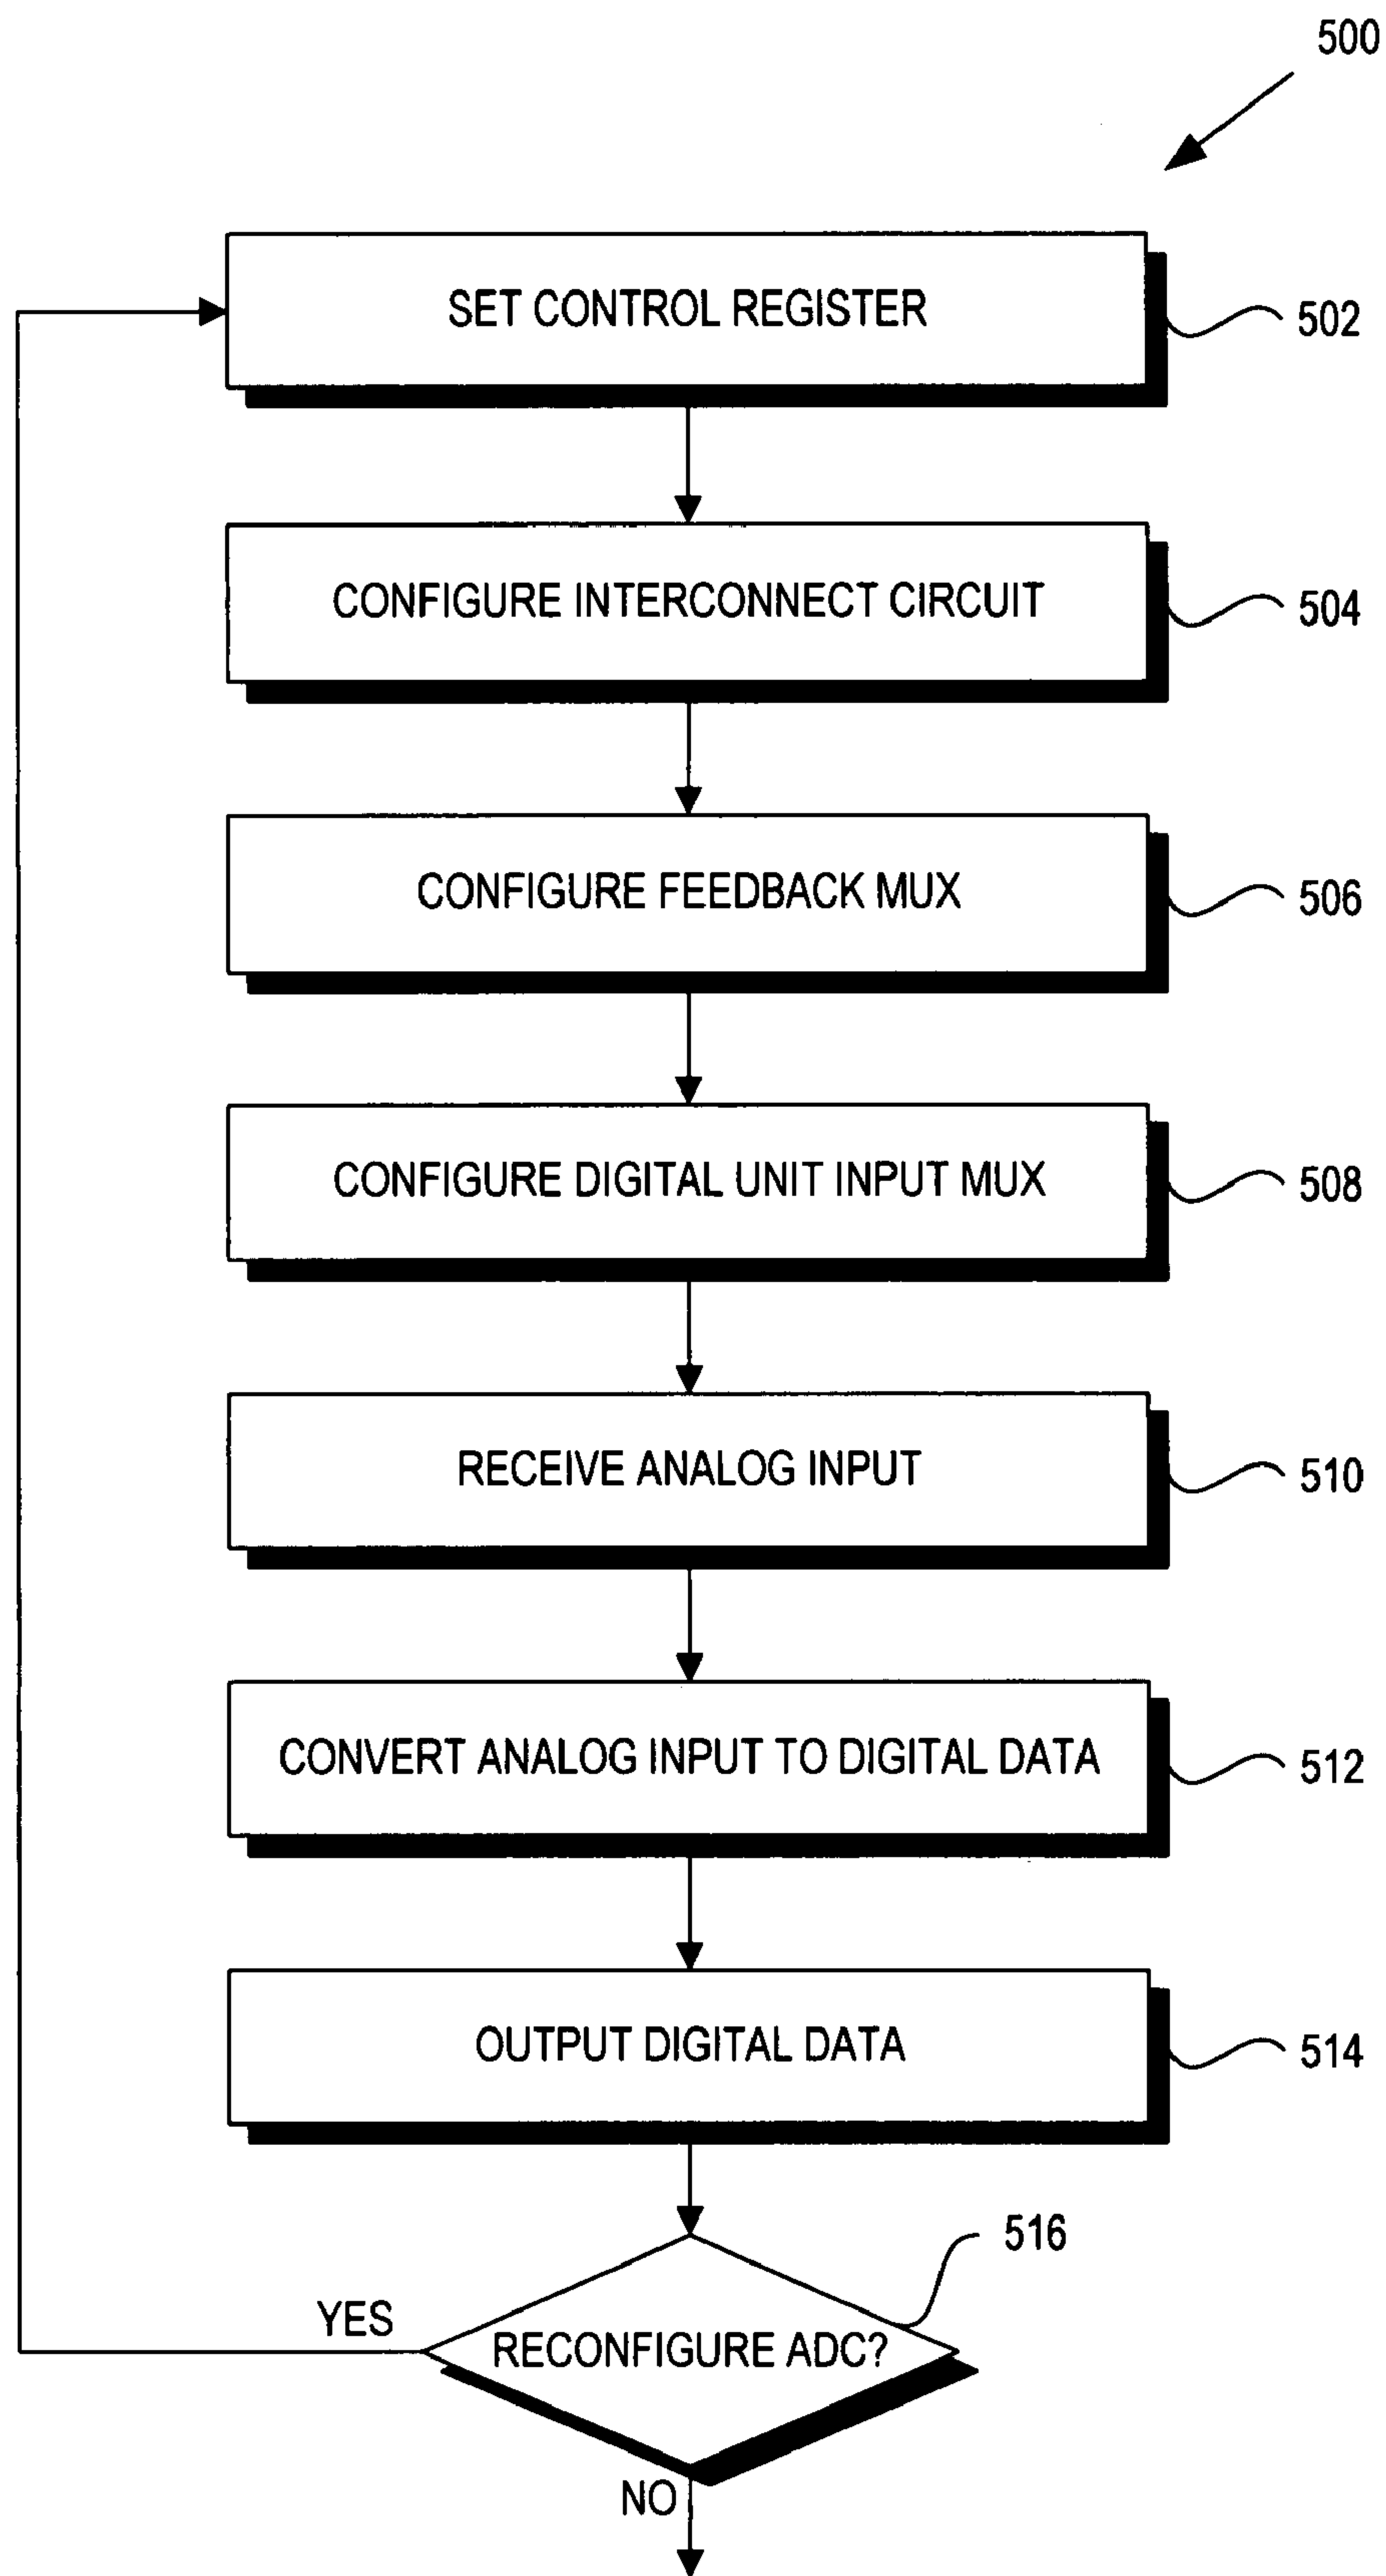 500
SET CONTROL REGISTER
502
CONFIGURE INTERCONNECT CIRCUIT
504
CONFIGURE FEEDBACK MUX
506
CONFIGURE DIGITAL UNIT INPUT MUX
508
RECEIVE ANALOG INPUT
510
CONVERT ANALOG INPUT TO DIGITAL DATA
512
OUTPUT DIGITAL DATA
514
516
YES
RECONFIGURE ADC?
NO